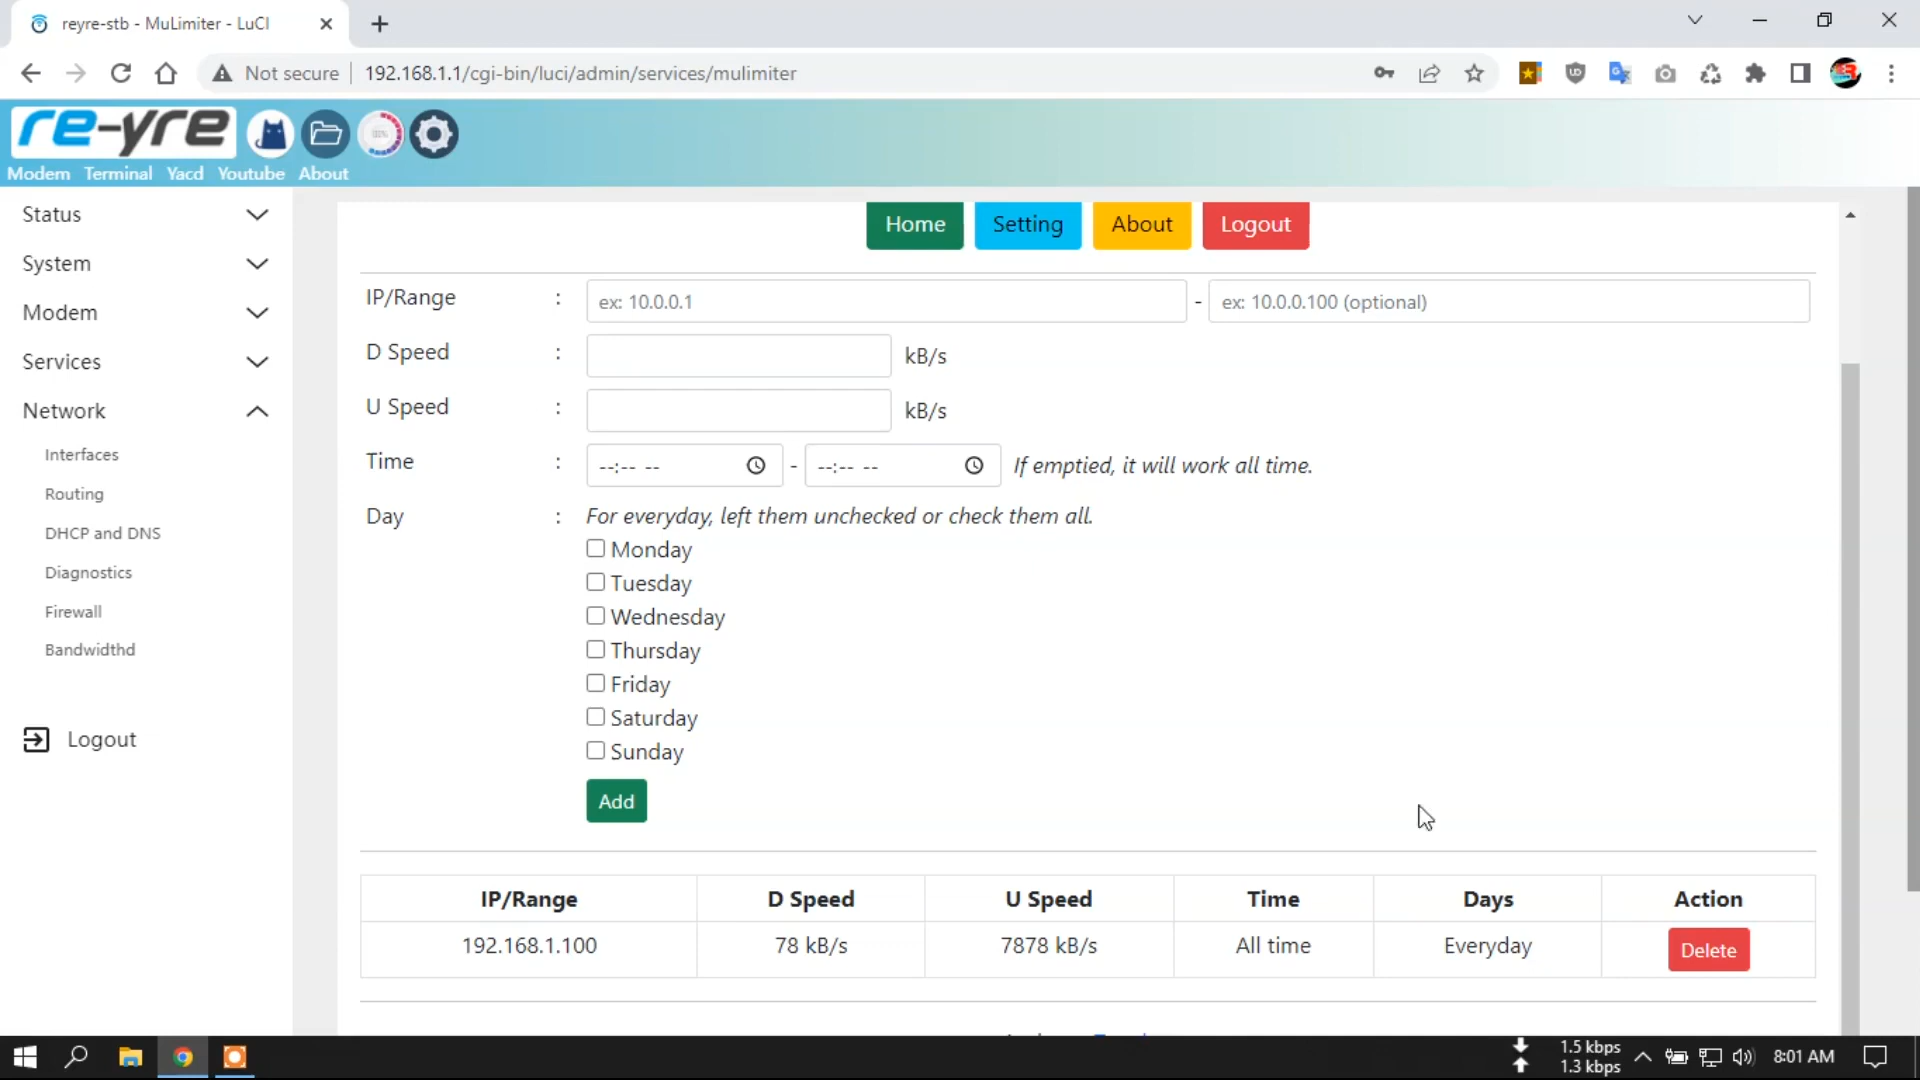 reyre-stb - MuLimiter - LuCI
Not secure
192.168.1.1/cgi-bin/luci/admin/services/mulimiter
re-yre
Modem Terminal Yacd Youtube About
Status
System
Modem
Services
Network
Interfaces
Routing
DHCP and DNS
Diagnostics
Firewall
Bandwidthd
Logout
Home Setting About Logout
IP/Range : ex: 10.0.0.1 - ex: 10.0.0.100 (optional)
D Speed : kB/s
U Speed : kB/s
Time : --:-- -- - --:-- -- If emptied, it will work all time.
Day : For everyday, left them unchecked or check them all.
Monday
Tuesday
Wednesday
Thursday
Friday
Saturday
Sunday
Add
IP/Range D Speed U Speed Time Days Action
192.168.1.100 78 kB/s 7878 kB/s All time Everyday Delete
1.5 kbps
1.3 kbps
8:01 AM